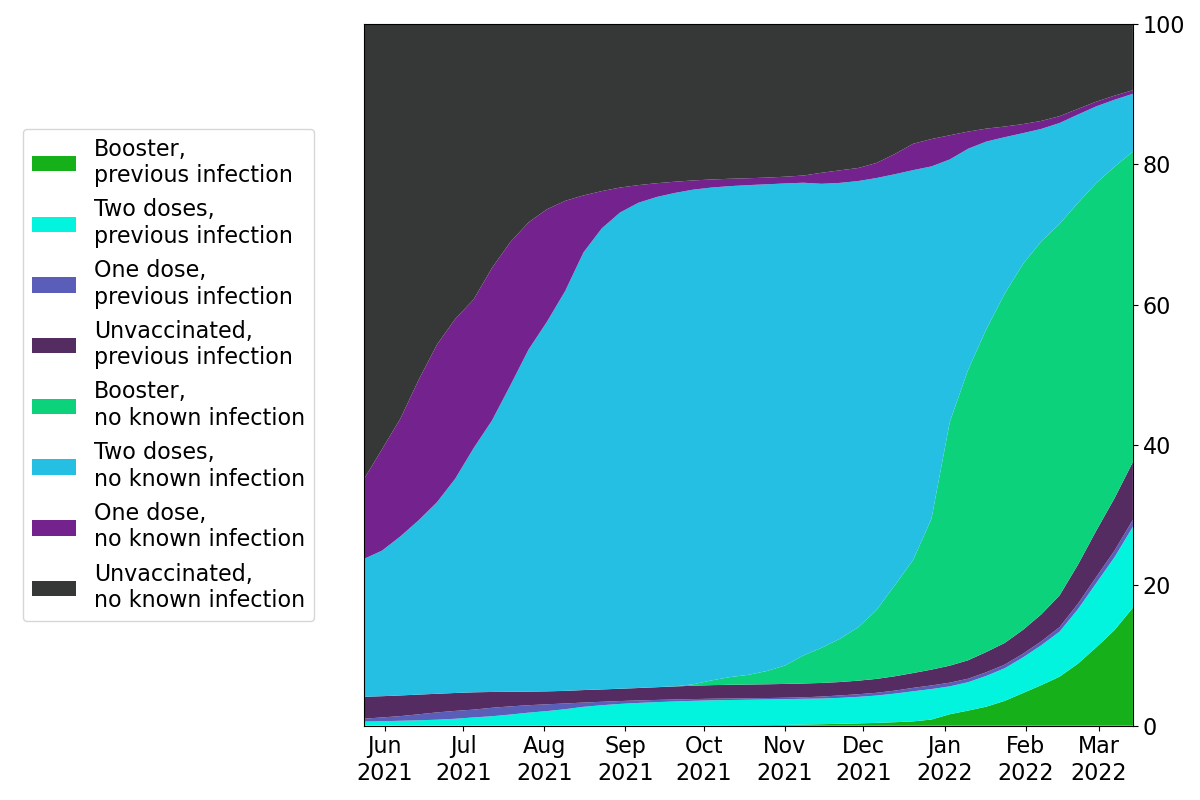 Booster,
previous infection
Two doses,
previous infection
One dose,
previous infection
Unvaccinated,
previous infection
Booster,
no known infection
Two doses,
no known infection
One dose,
no known infection
Unvaccinated,
no known infection
100
80
60
40
20
0
Jun Jul Aug Sep Oct Nov Dec Jan Feb Mar
2021 2021 2021 2021 2021 2021 2021 2022 2022 2022